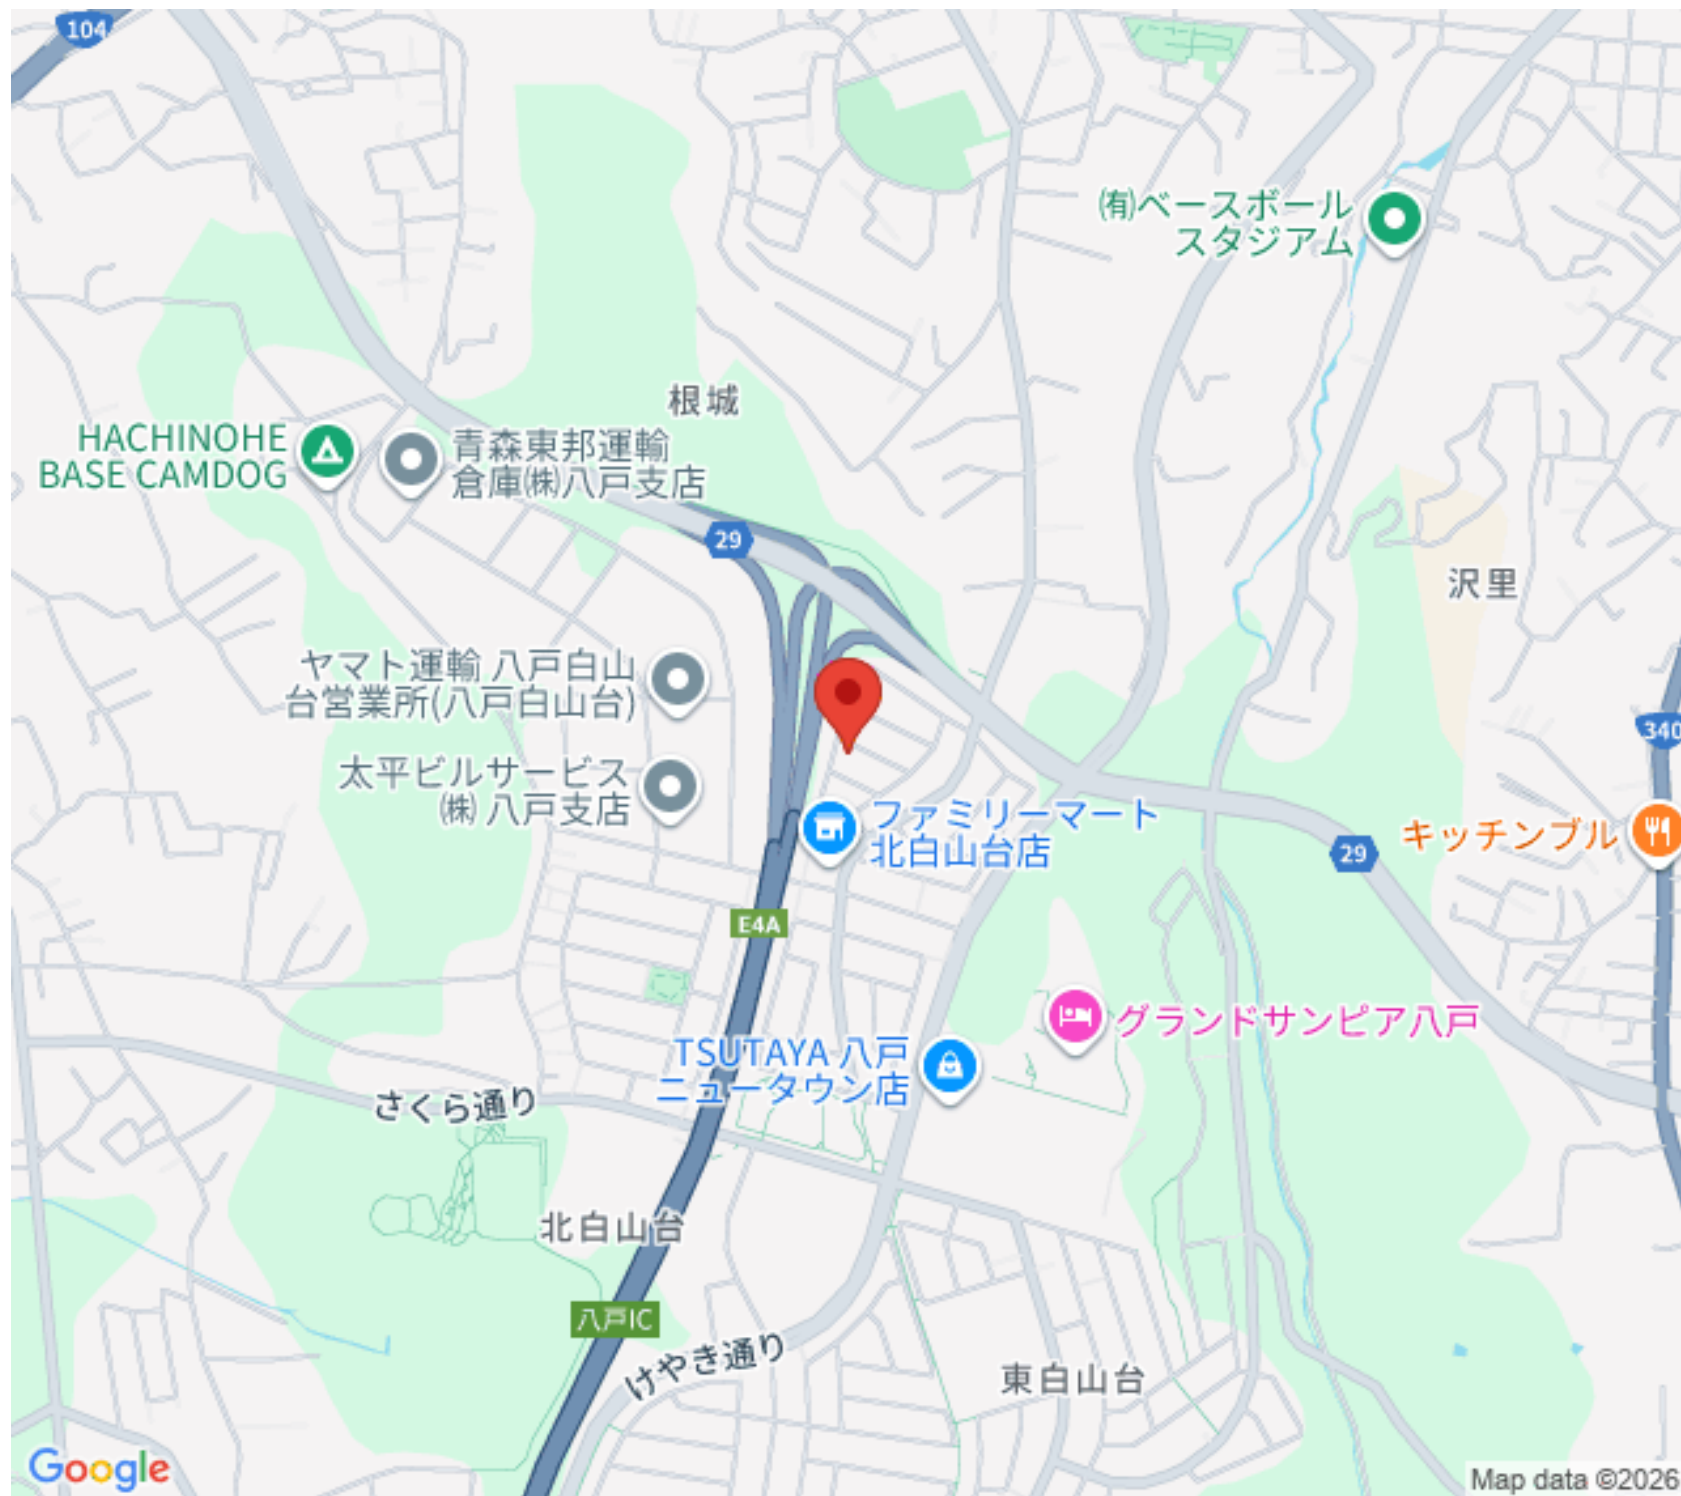 104
(有)ベースボール
スタジアム
根城
HACHINOHE
BASE CAMDOG
青森東邦運輸
倉庫㈱八戸支店
29
沢里
ヤマト運輸 八戸白山
台営業所(八戸白山台)
340
太平ビルサービス
㈱ 八戸支店
ファミリーマート
北白山台店
キッチンブル
29
E4A
グランドサンピア八戸
TSUTAYA 八戸
ニュータウン店
さくら通り
北白山台
八戸IC
けやき通り
東白山台
Google
Map data ©2026